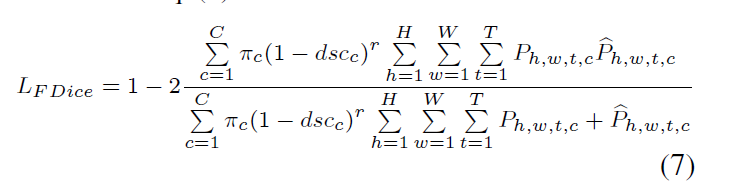 L_{FDice} = 1 - 2 \frac{\sum_{c=1}^{C} \pi_c (1 - dsc_c)^r \sum_{h=1}^{H} \sum_{w=1}^{W} \sum_{t=1}^{T} P_{h,w,t,c} \widehat{P}_{h,w,t,c}}{\sum_{c=1}^{C} \pi_c (1 - dsc_c)^r \sum_{h=1}^{H} \sum_{w=1}^{W} \sum_{t=1}^{T} P_{h,w,t,c} + \widehat{P}_{h,w,t,c}}
(7)